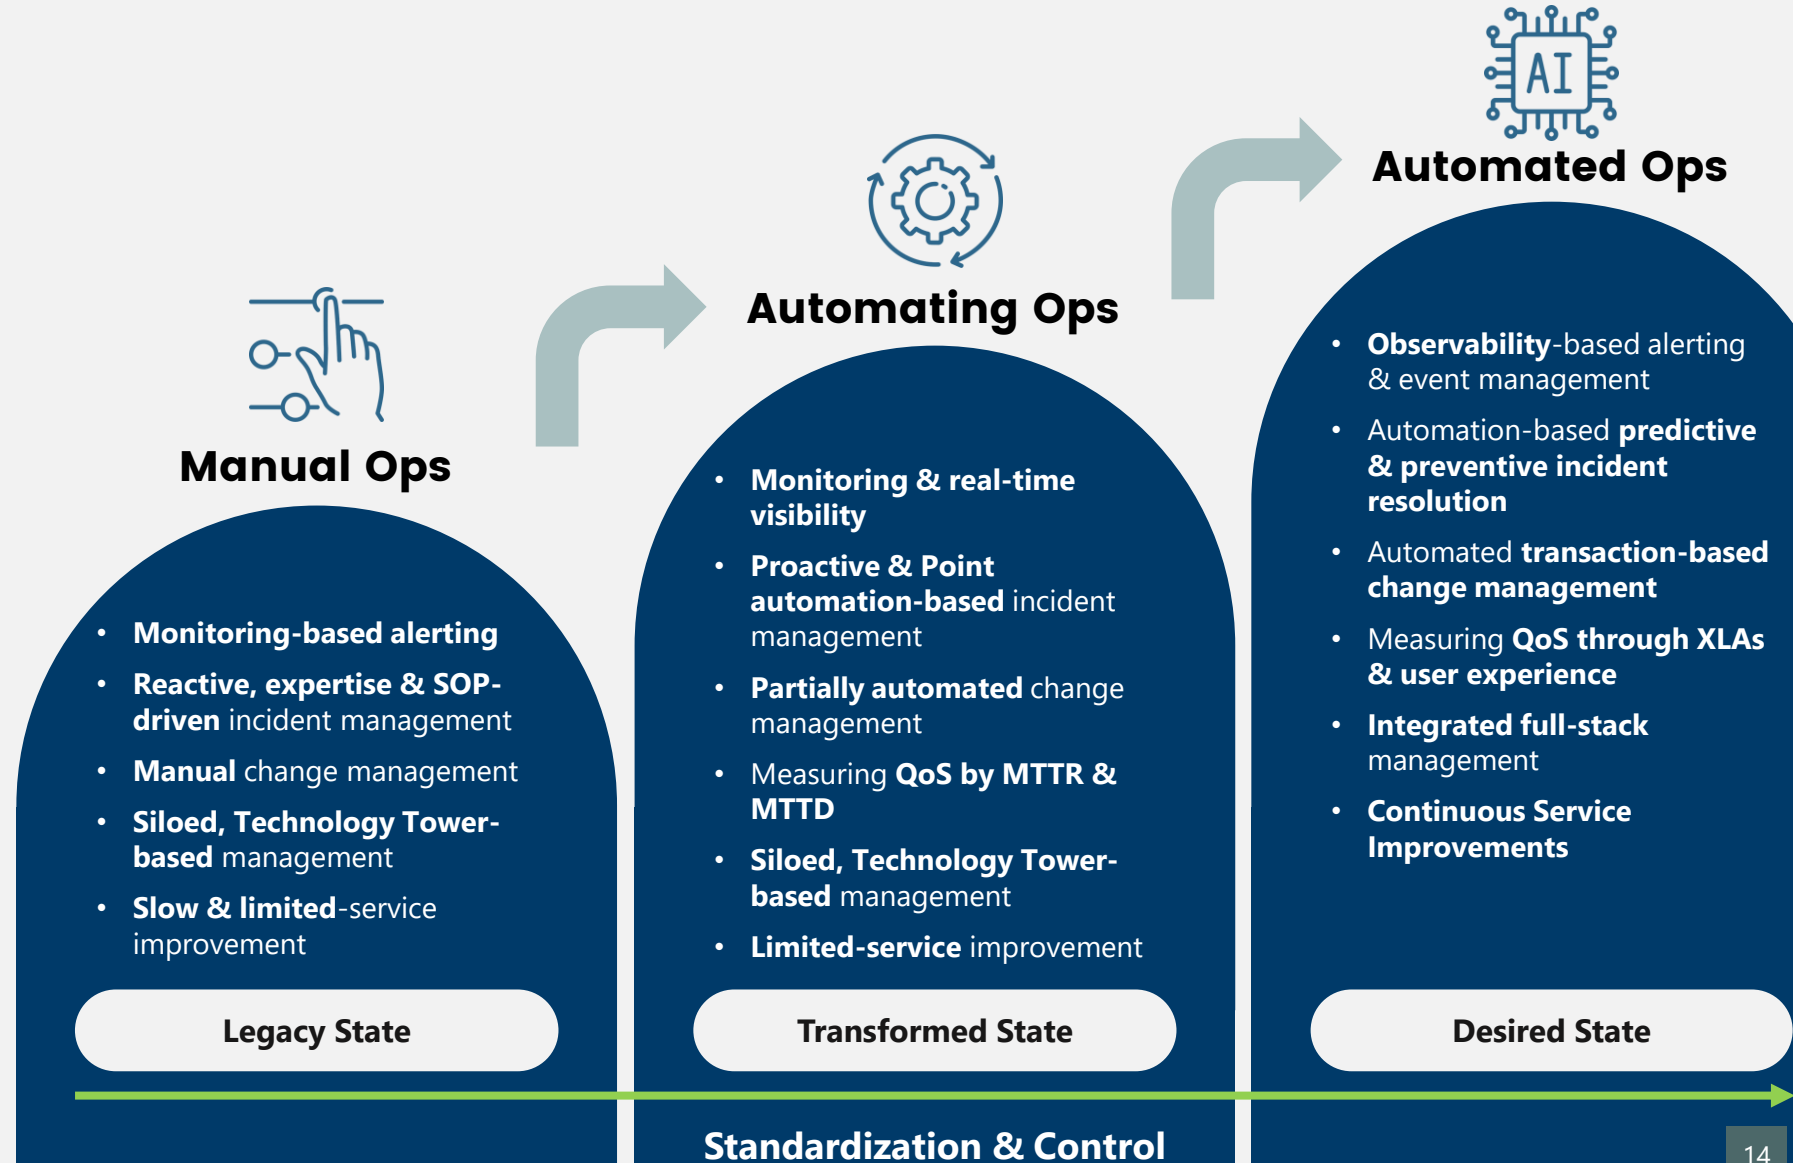 Manual Ops
• Monitoring-based alerting
• Reactive, expertise & SOP-
driven incident management
• Manual change management
• Siloed, Technology Tower-
based management
• Slow & limited-service
improvement
Legacy State
Automating Ops
• Monitoring & real-time
visibility
• Proactive & Point
automation-based incident
management
• Partially automated change
management
• Measuring QoS by MTTR &
MTTD
• Siloed, Technology Tower-
based management
• Limited-service improvement
Transformed State
AI
Automated Ops
• Observability-based alerting
& event management
• Automation-based predictive
& preventive incident
resolution
• Automated transaction-based
change management
• Measuring QoS through XLAs
& user experience
• Integrated full-stack
management
• Continuous Service
Improvements
Desired State
Standardization & Control
14